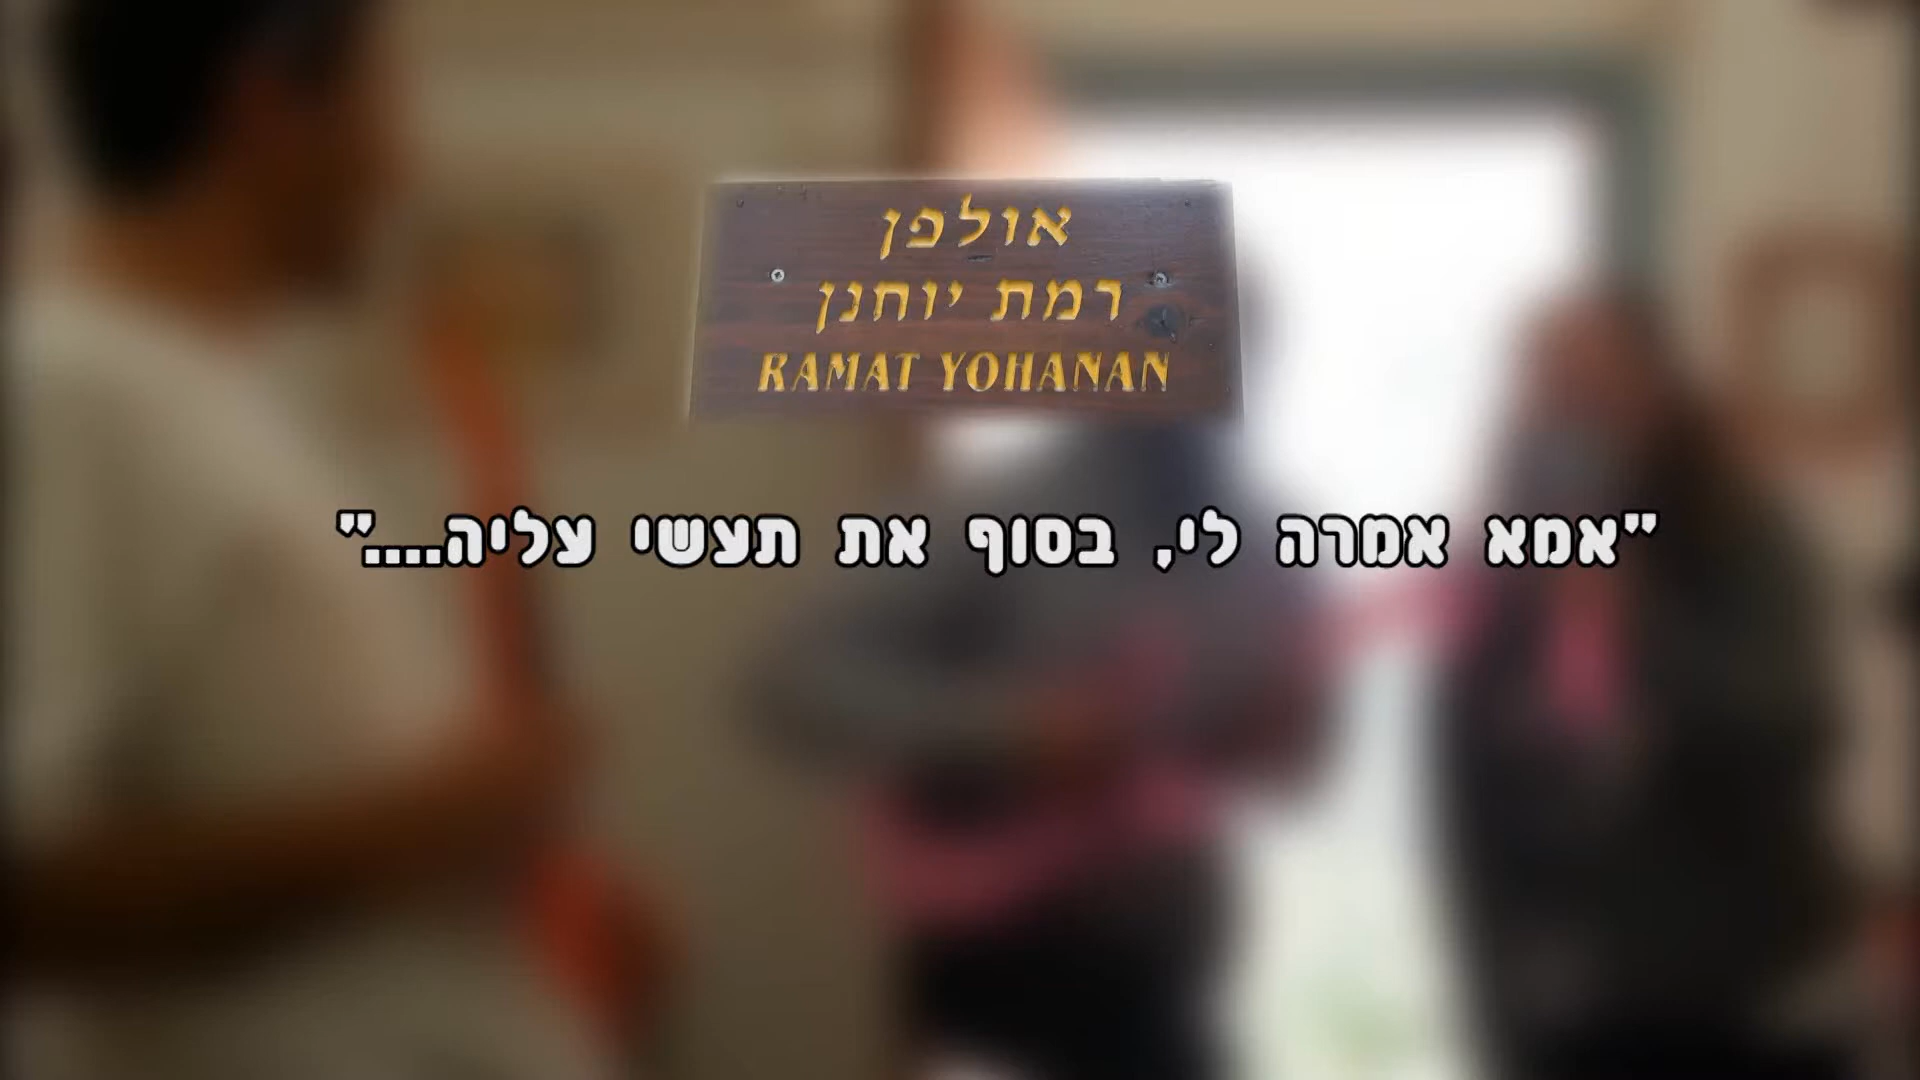 אולפן
רמת יוחנן
RAMAT YOHANAN
"אמא אמרה לי, בסוף את תעשי עליה...."